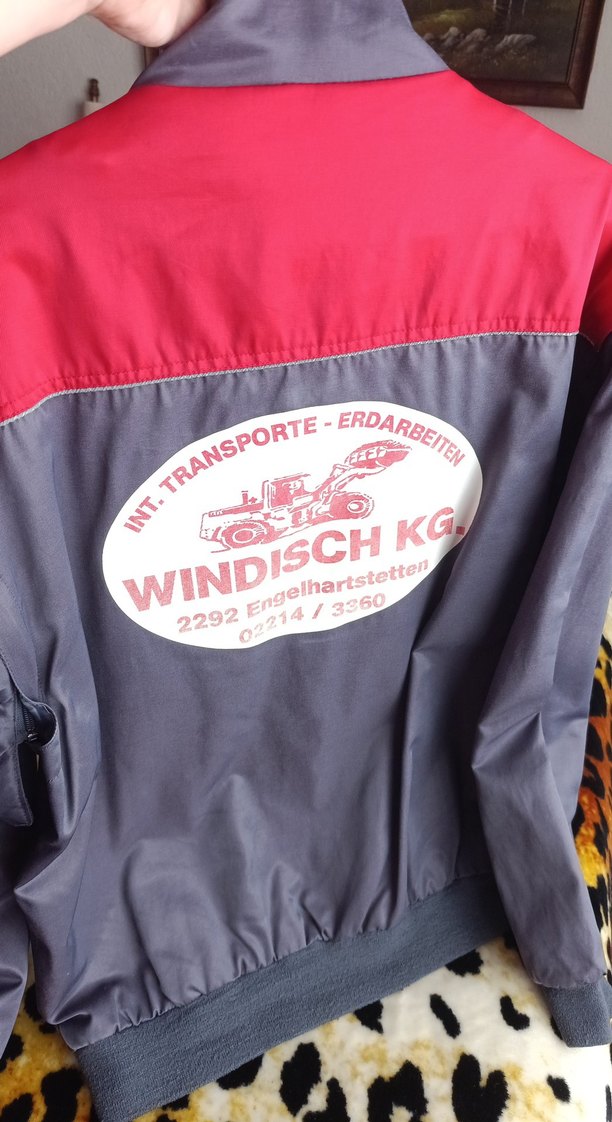 INT. TRANSPORTE - ERDARBEITEN
WINDISCH KG.
2292 Engelhartstetten
02214 / 3360